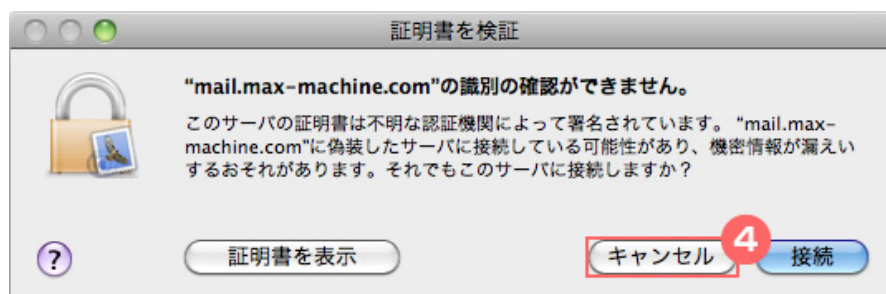 証明書を検証
“mail.max-machine.com”の識別の確認ができません。
このサーバの証明書は不明な認証機関によって署名されています。 “mail.max-
machine.com”に偽装したサーバに接続している可能性があり、機密情報が漏えい
するおそれがあります。それでもこのサーバに接続しますか？
? 証明書を表示 キャンセル 4 接続